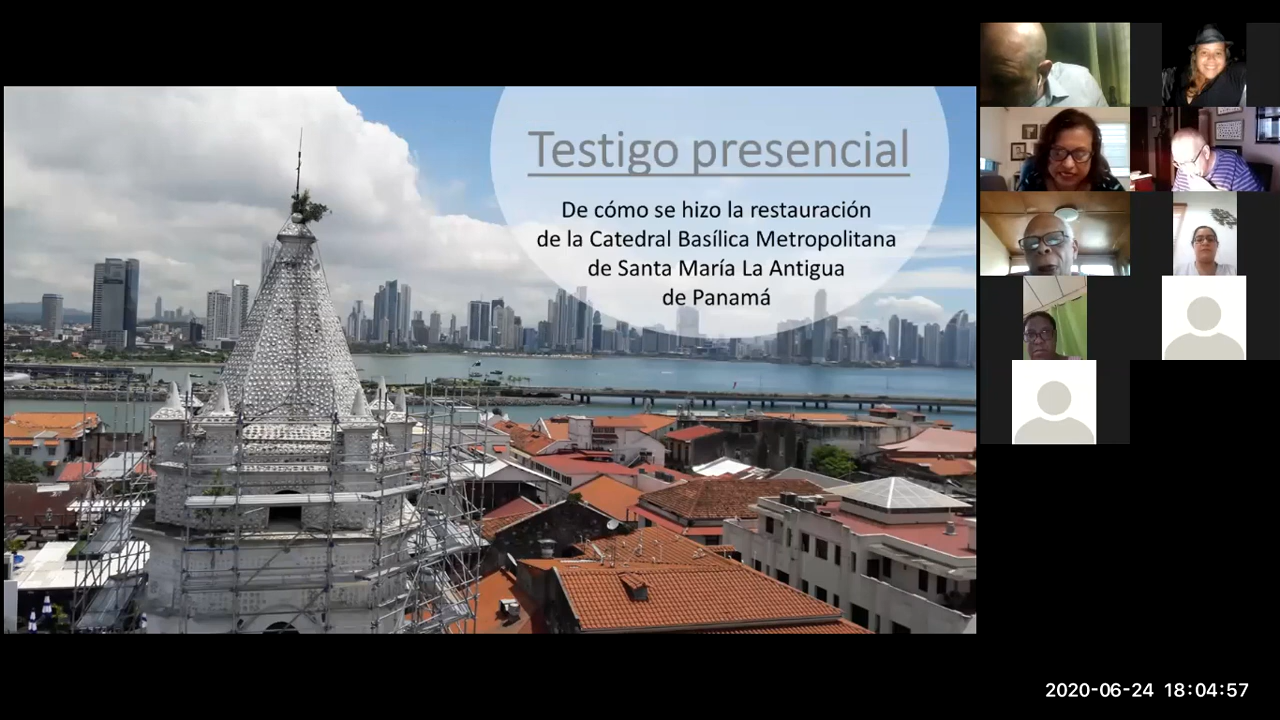 Testigo presencial
De cómo se hizo la restauración
de la Catedral Basílica Metropolitana
de Santa María La Antigua
de Panamá
2020-06-24 18:04:57